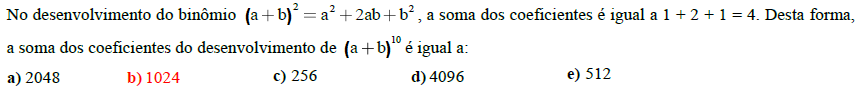 No desenvolvimento do binômio (a+b)² = a² + 2ab + b², a soma dos coeficientes é igual a 1 + 2 + 1 = 4. Desta forma,
a soma dos coeficientes do desenvolvimento de (a+b)¹⁰ é igual a:
a) 2048 b) 1024 c) 256 d) 4096 e) 512